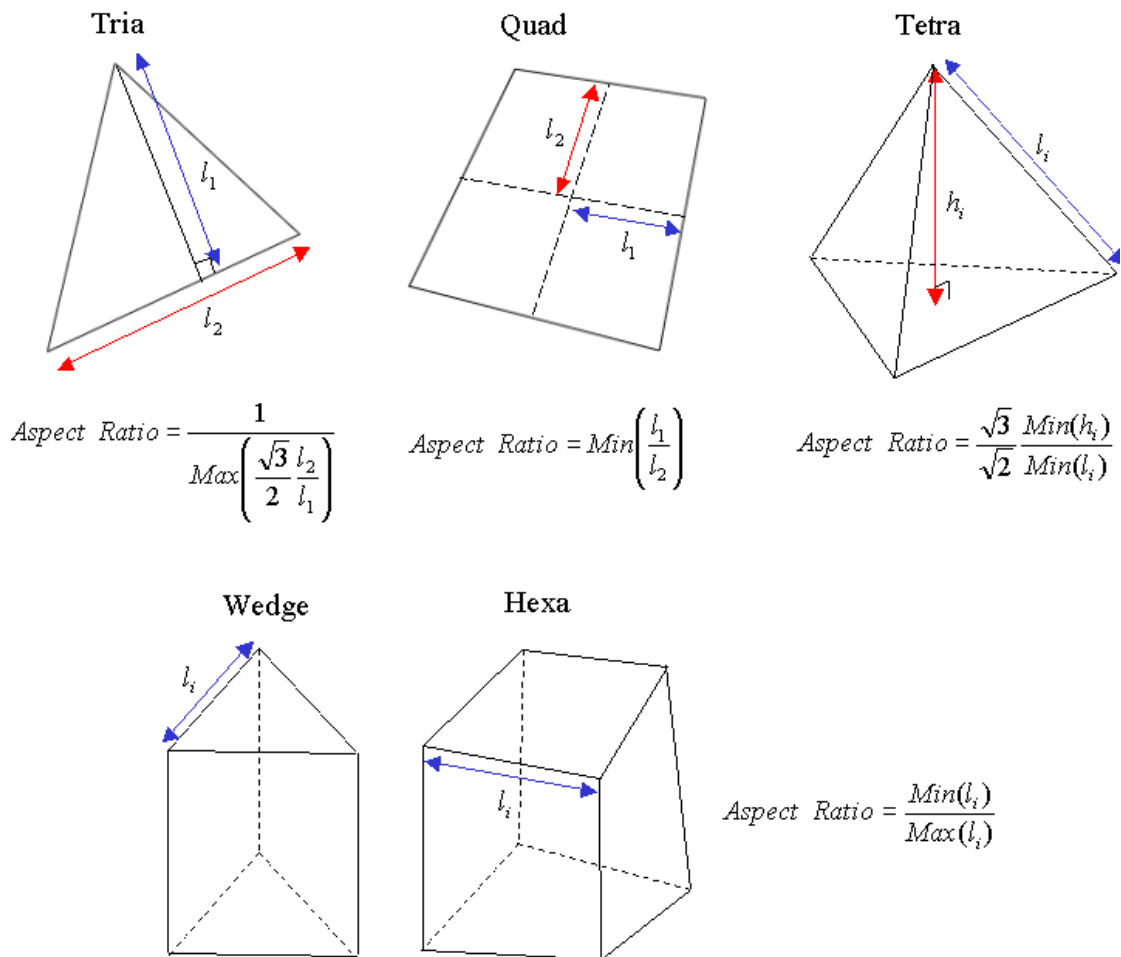 Tria Quad Tetra
l₁
l₂
l₂
l₁
lᵢ
hᵢ
Aspect Ratio = 1 / Max(√3/2 l₂/l₁)
Aspect Ratio = Min(l₁/l₂)
Aspect Ratio = √3/√2 Min(hᵢ)/Min(lᵢ)
Wedge Hexa
lᵢ
lᵢ
Aspect Ratio = Min(lᵢ)/Max(lᵢ)